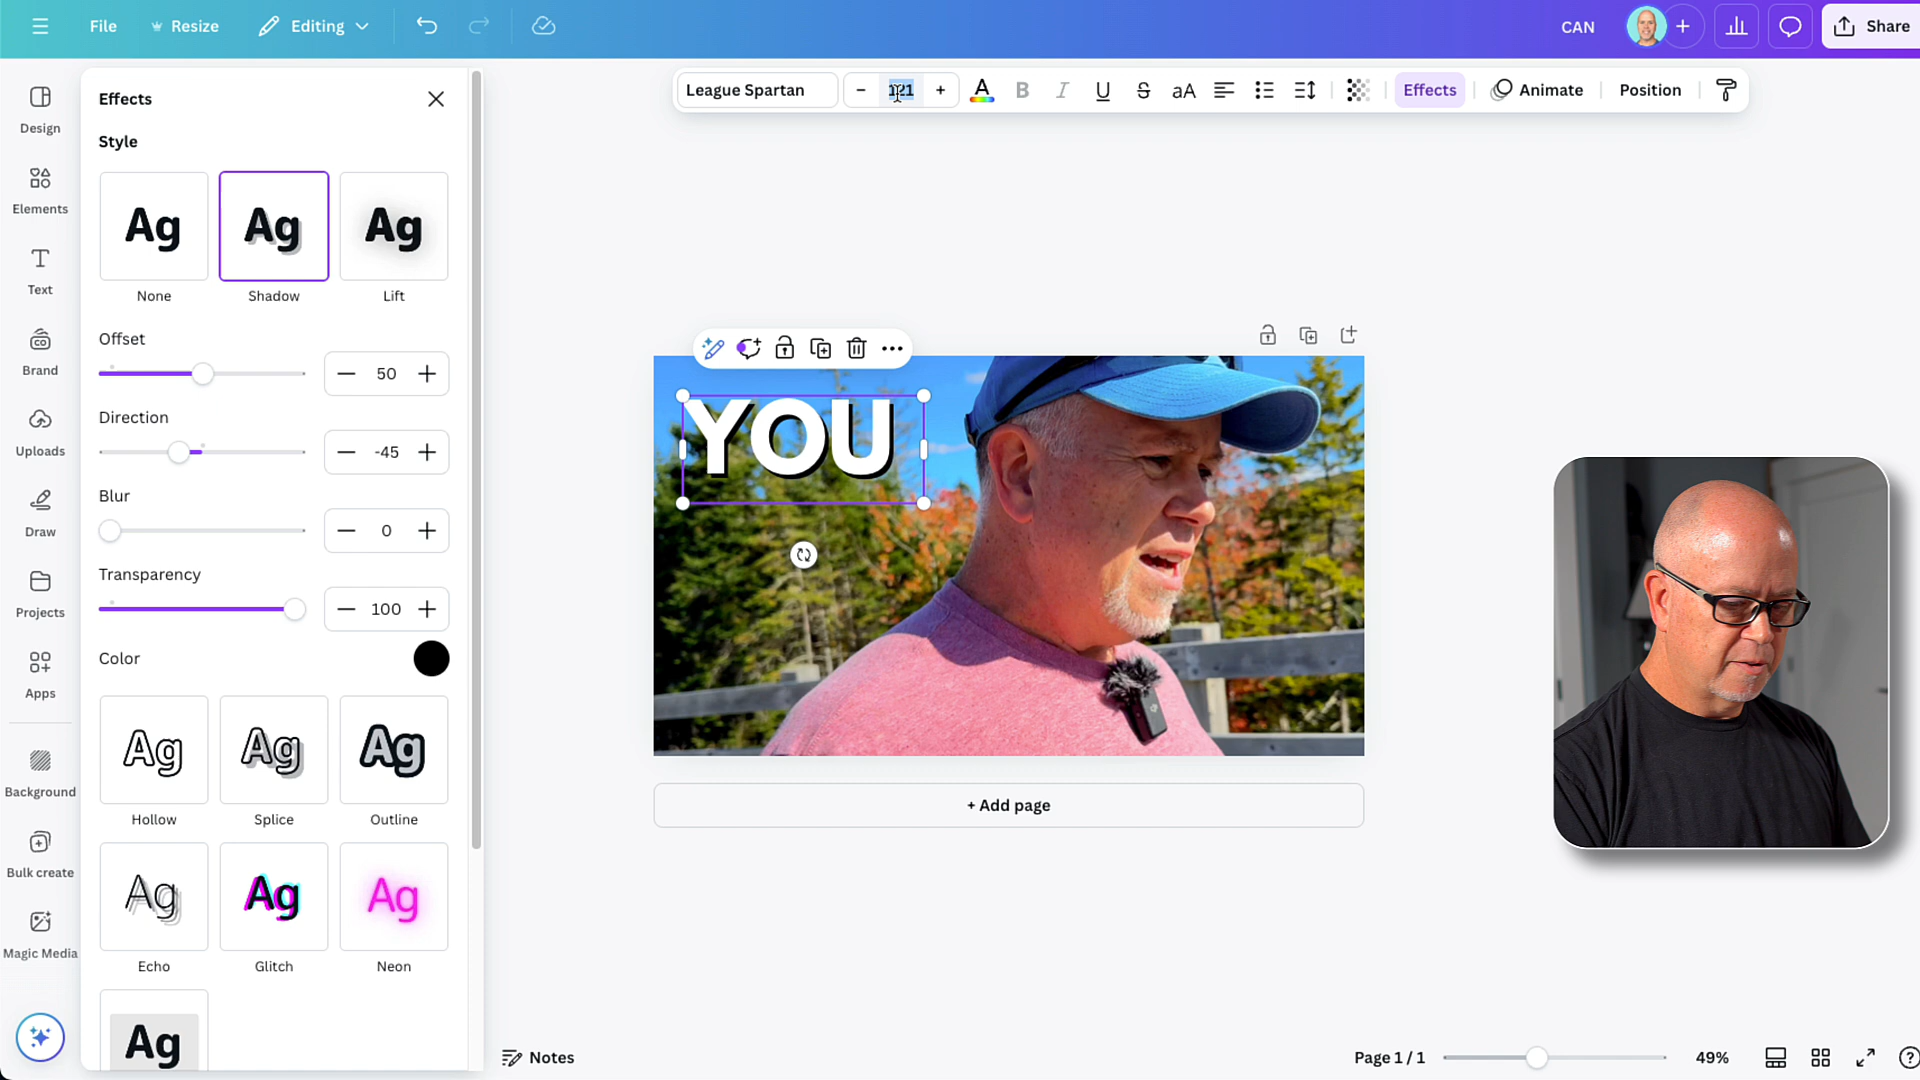 File
Resize
Editing
CAN
Share
League Spartan
121
Effects
Animate
Position
Design
Elements
Text
Brand
Uploads
Draw
Projects
Apps
Background
Bulk create
Magic Media
Effects
Style
Ag Ag Ag
None Shadow Lift
Offset
50
Direction
-45
Blur
0
Transparency
100
Color
Ag Ag Ag
Hollow Splice Outline
Ag Ag Ag
Echo Glitch Neon
Ag
YOU
+ Add page
Notes
Page 1 / 1
49%